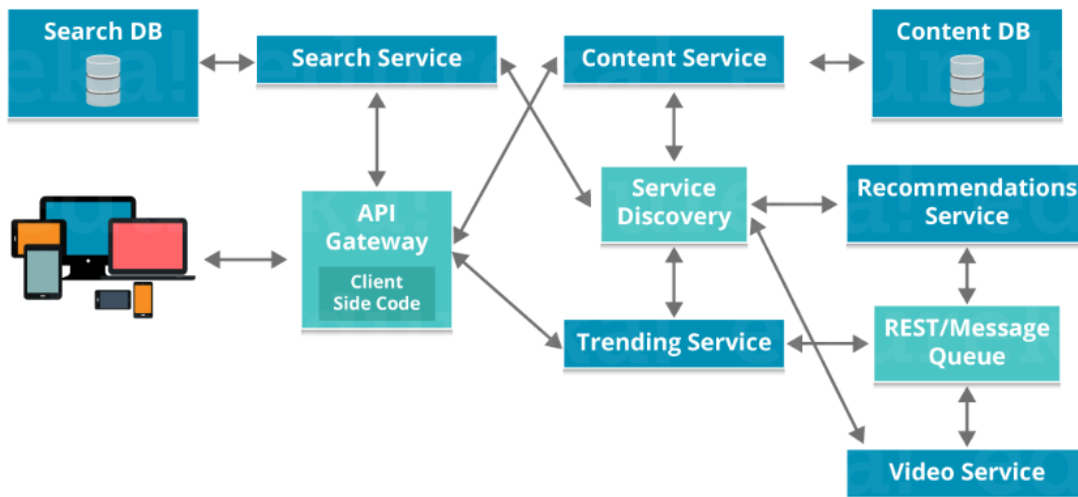 Search DB
Search Service
Content Service
Content DB
API
Gateway
Client
Side Code
Service
Discovery
Recommendations
Service
Trending Service
REST/Message
Queue
Video Service